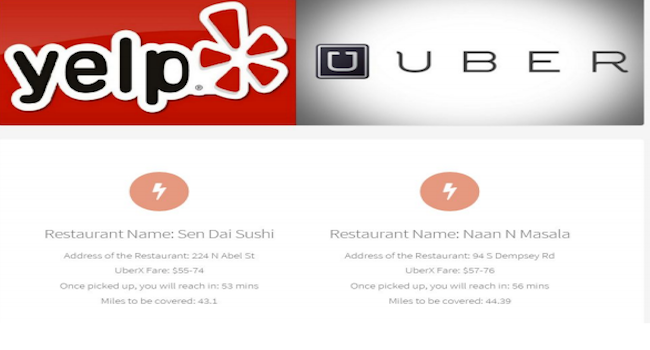 yelp
U UBER
Restaurant Name: Sen Dai Sushi
Address of the Restaurant: 224 N Abel St
UberX Fare: $55-74
Once picked up, you will reach in: 53 mins
Miles to be covered: 43.1
Restaurant Name: Naan N Masala
Address of the Restaurant: 94 S Dempsey Rd
UberX Fare: $57-76
Once picked up, you will reach in: 56 mins
Miles to be covered: 44.39